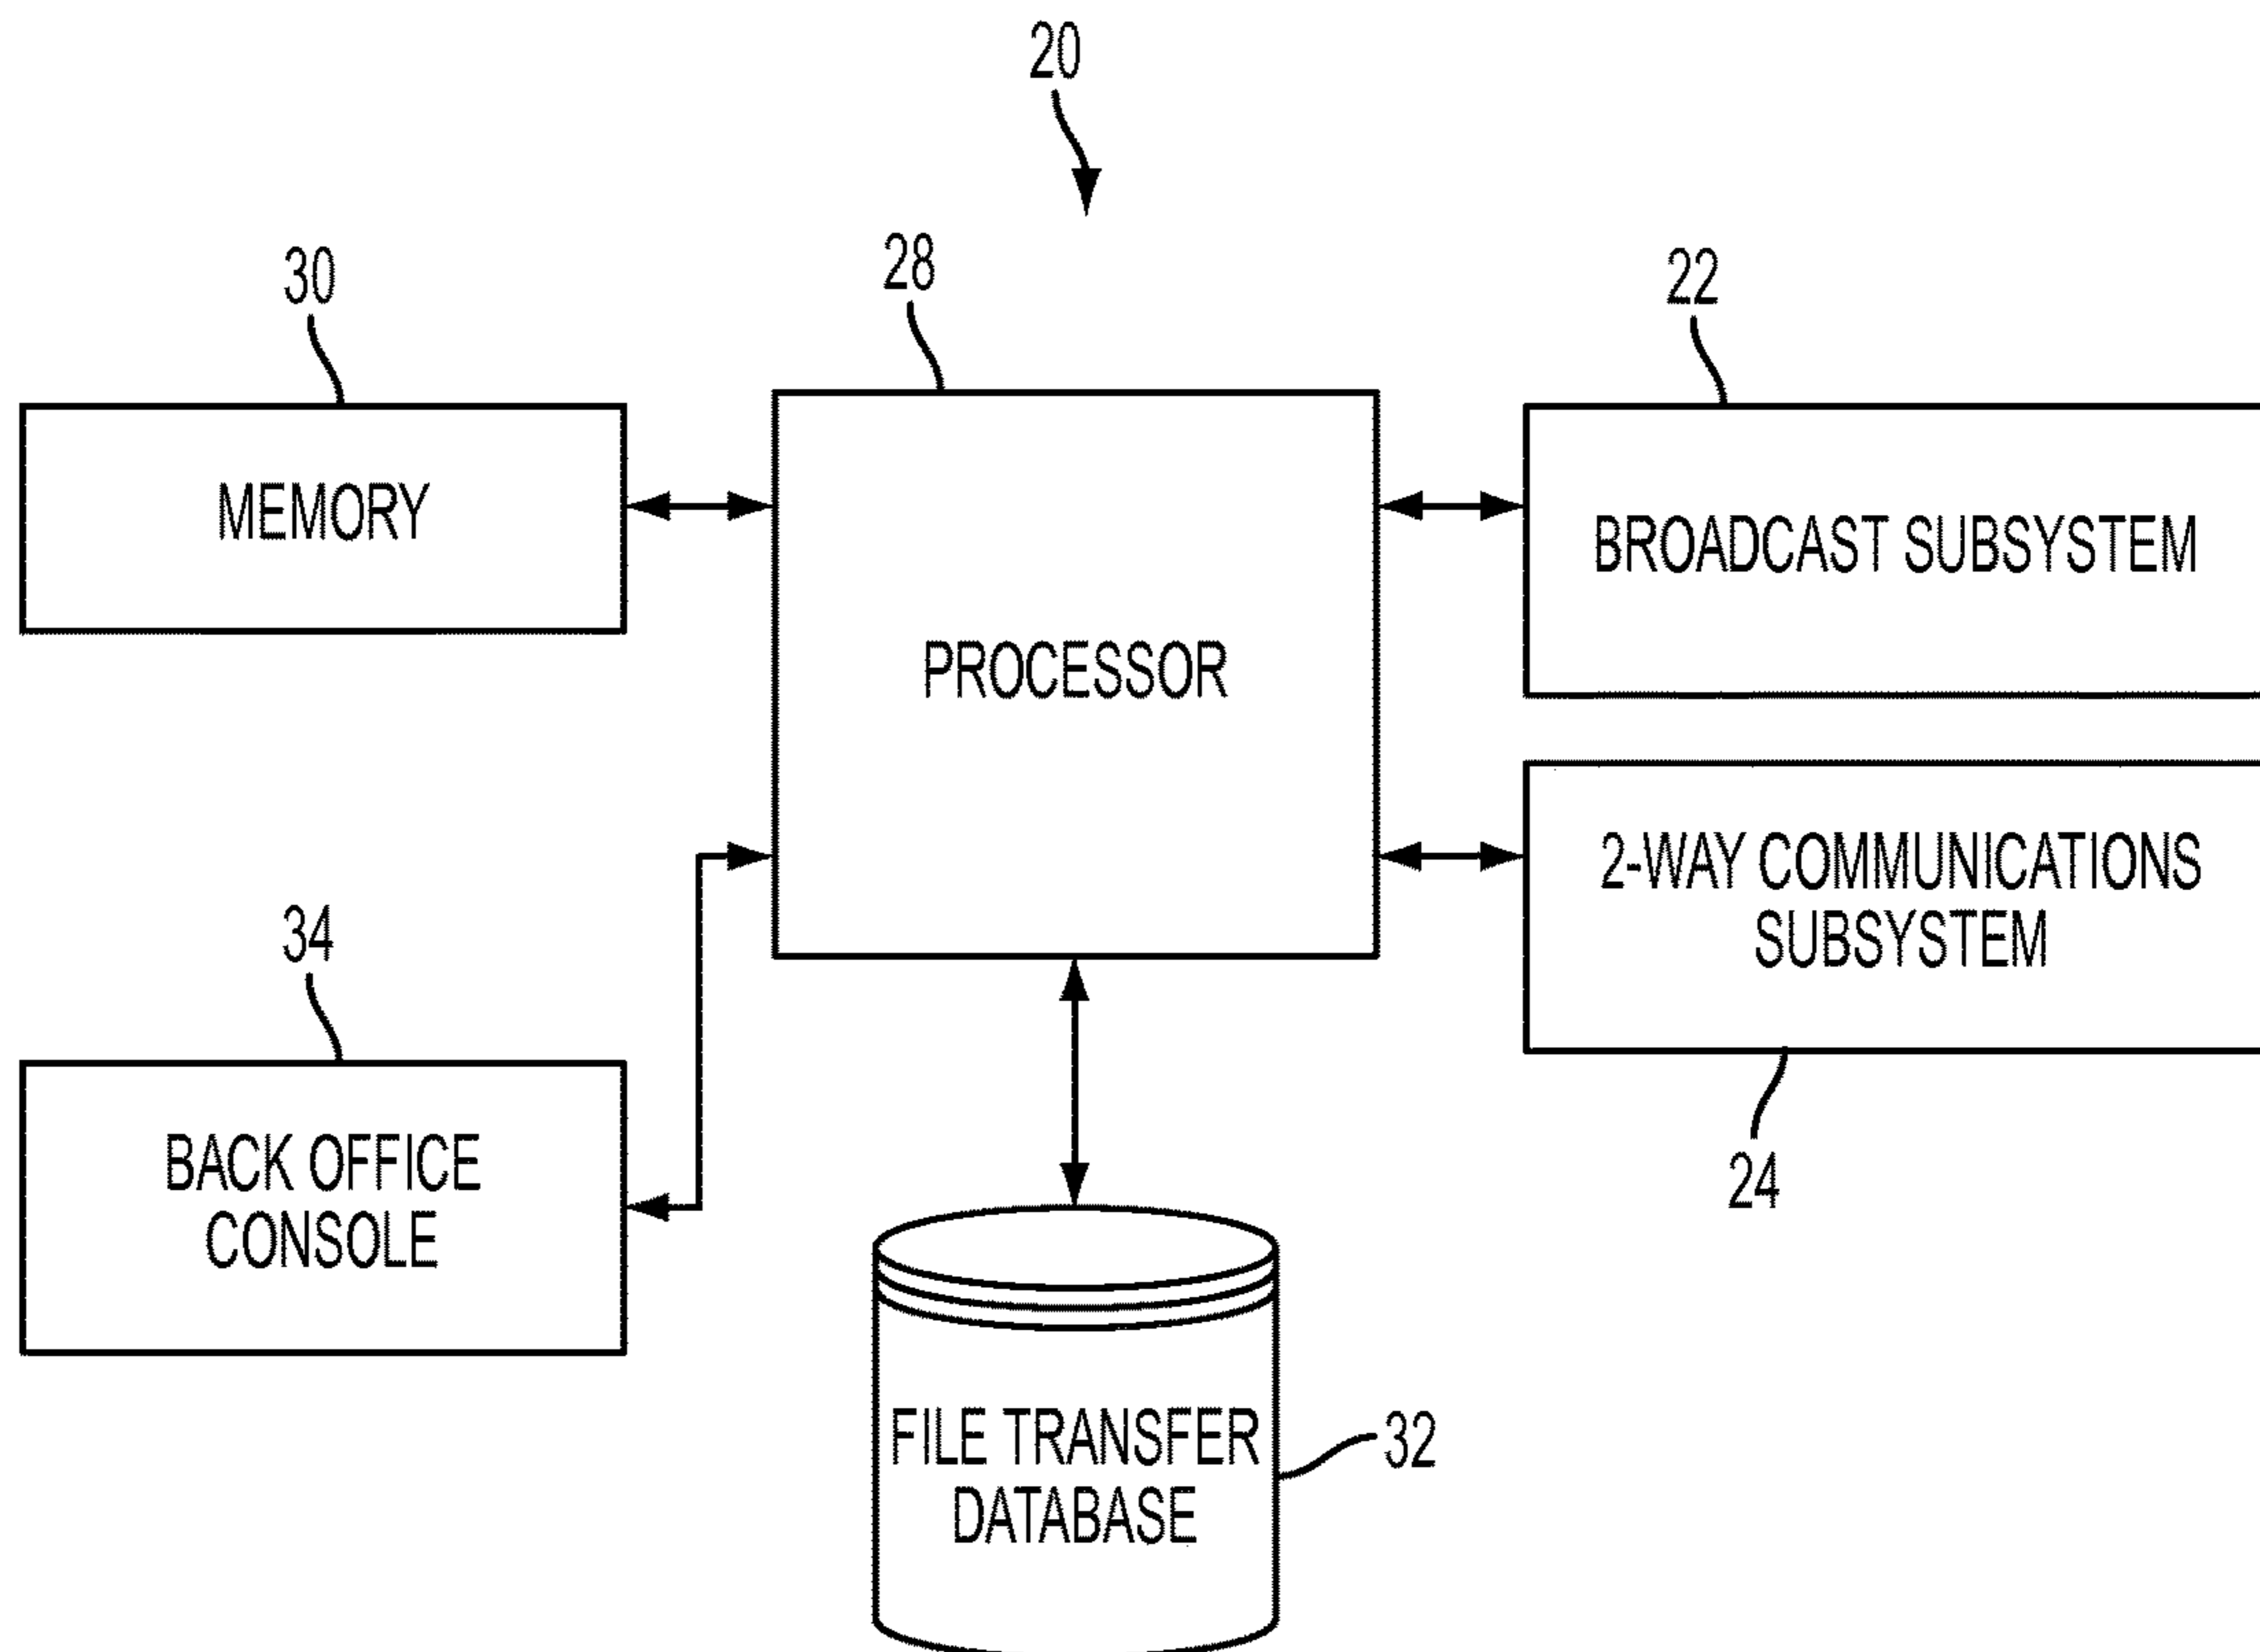 20
30
28
22
MEMORY
PROCESSOR
BROADCAST SUBSYSTEM
2-WAY COMMUNICATIONS
SUBSYSTEM
34
24
BACK OFFICE
CONSOLE
FILE TRANSFER
DATABASE
32